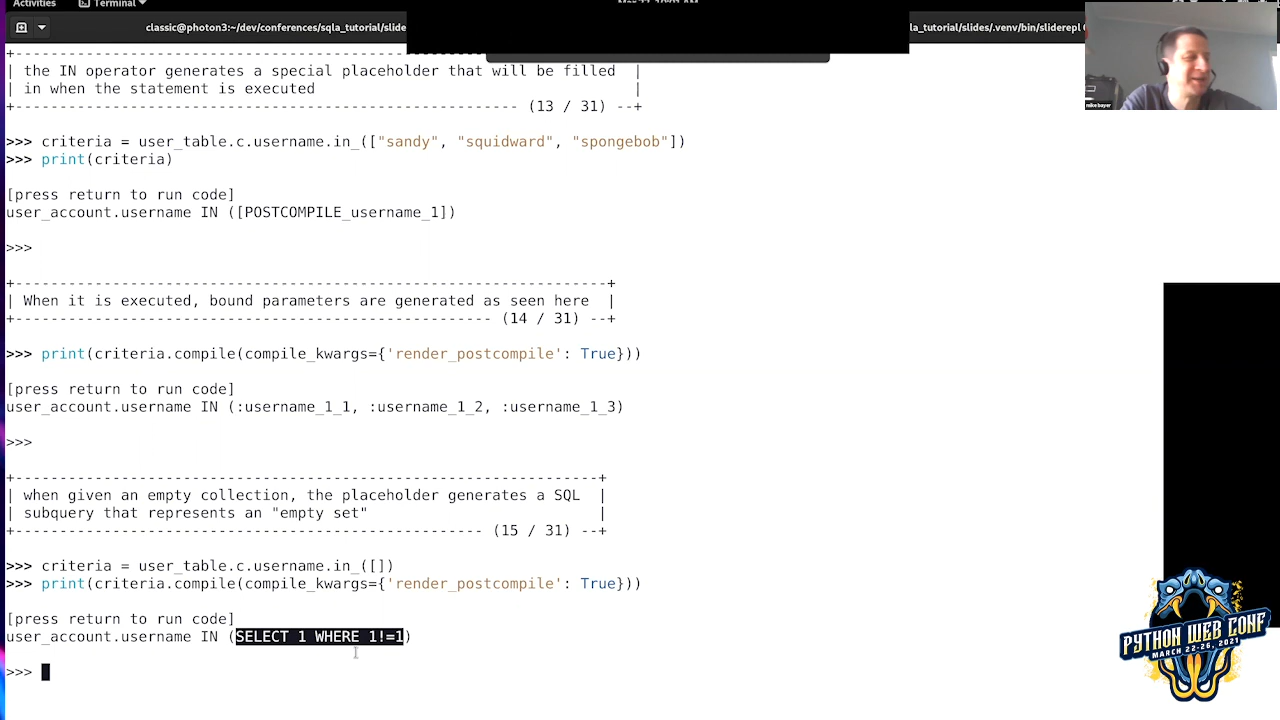 Activities
Terminal
classic@photon3:~/dev/conferences/sqla_tutorial/slide
la_tutorial/slides/.venv/bin/sliderepl
mike bayer
+----------------------------------------------------------
| the IN operator generates a special placeholder that will be filled |
| in when the statement is executed |
+---------------------------------------------------------- (13 / 31) --+
>>> criteria = user_table.c.username.in_(["sandy", "squidward", "spongebob"])
>>> print(criteria)
[press return to run code]
user_account.username IN ([POSTCOMPILE_username_1])
>>>
+------------------------------------------------------------------+
| When it is executed, bound parameters are generated as seen here |
+------------------------------------------------------- (14 / 31) --+
>>> print(criteria.compile(compile_kwargs={'render_postcompile': True}))
[press return to run code]
user_account.username IN (:username_1_1, :username_1_2, :username_1_3)
>>>
+------------------------------------------------------------------+
| when given an empty collection, the placeholder generates a SQL |
| subquery that represents an "empty set" |
+------------------------------------------------------ (15 / 31) --+
>>> criteria = user_table.c.username.in_([])
>>> print(criteria.compile(compile_kwargs={'render_postcompile': True}))
[press return to run code]
user_account.username IN (SELECT 1 WHERE 1!=1)
>>>
PYTHON WEB CONF
MARCH 22-26, 2021